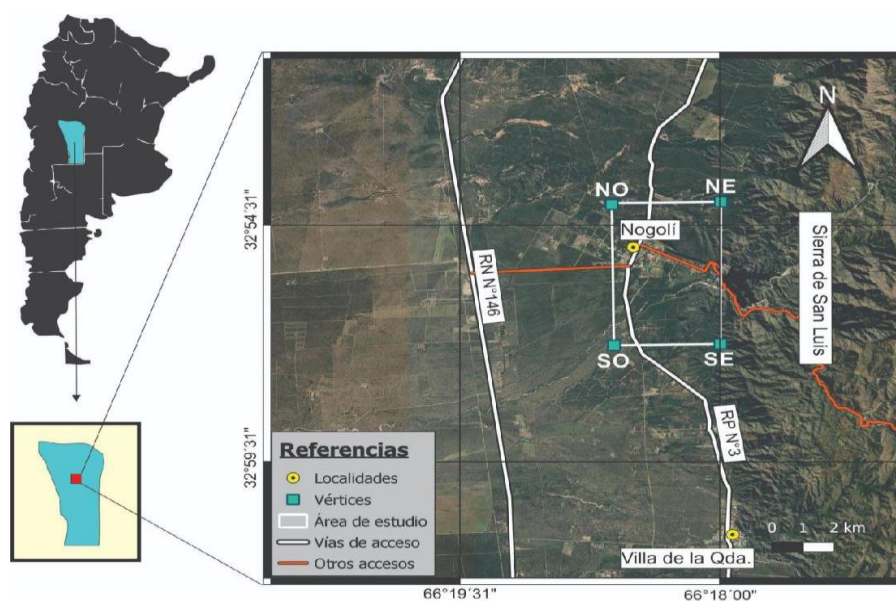 N
NO
NE
32°54'31"
Nogolí
RN N°146
Sierra de San Luis
SO
SE
RP N°3
32°59'31"
Referencias
Localidades
Vértices
Área de estudio
Vías de acceso
Otros accesos
0 1 2 km
Villa de la Qda.
66°19'31"
66°18'00"